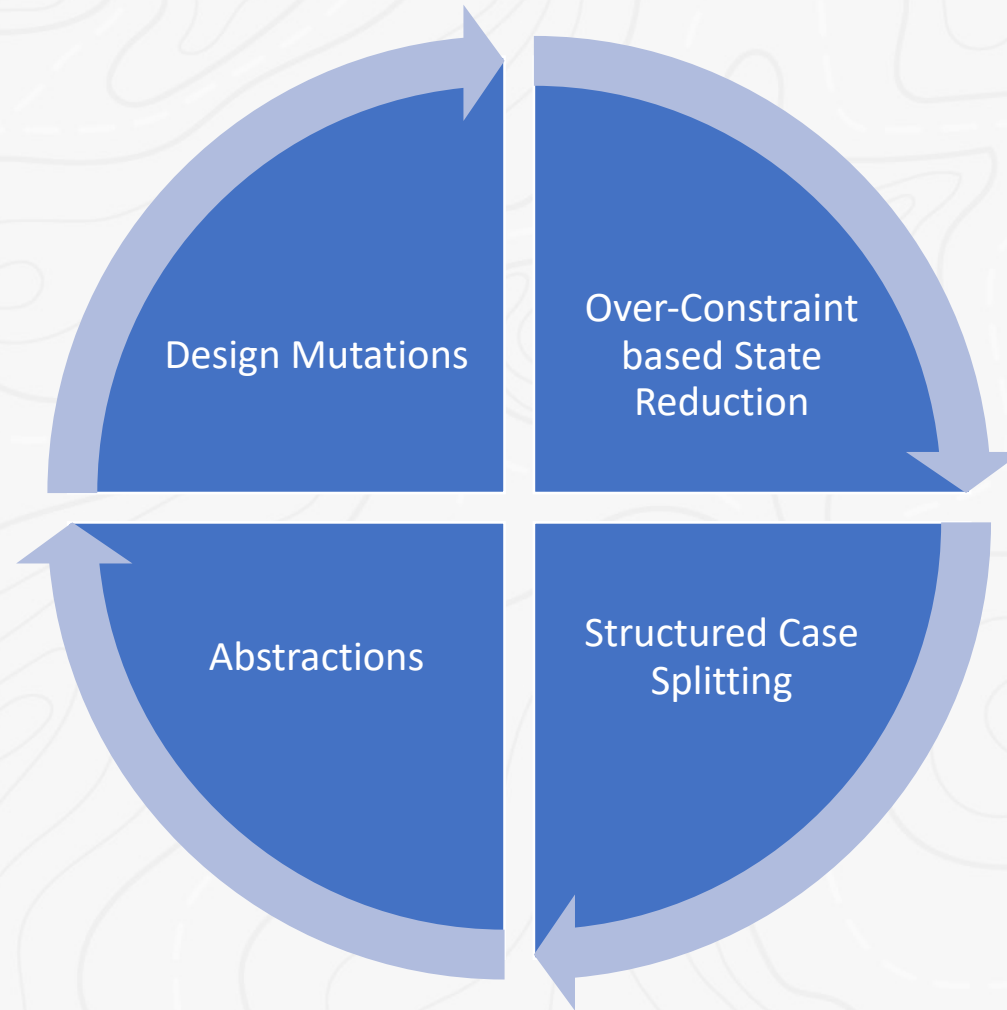 Design Mutations
Over-Constraint
based State
Reduction
Abstractions
Structured Case
Splitting